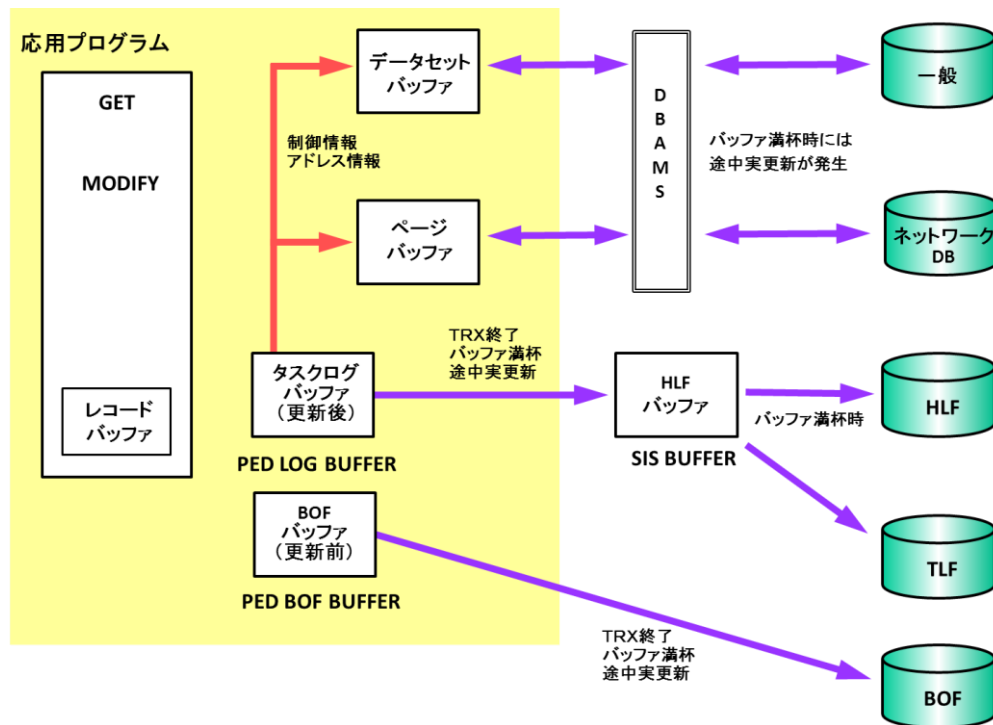 応用プログラム
GET
MODIFY
レコード
バッファ
データセット
バッファ
制御情報
アドレス情報
ページ
バッファ
D
B
A
M
S
バッファ満杯時には
途中実更新が発生
一般
ネットワーク
DB
タスクログ
バッファ
（更新後）
PED LOG BUFFER
TRX終了
バッファ満杯
途中実更新
HLF
バッファ
SIS BUFFER
バッファ満杯時
HLF
BOF
バッファ
（更新前）
PED BOF BUFFER
TLF
TRX終了
バッファ満杯
途中実更新
BOF